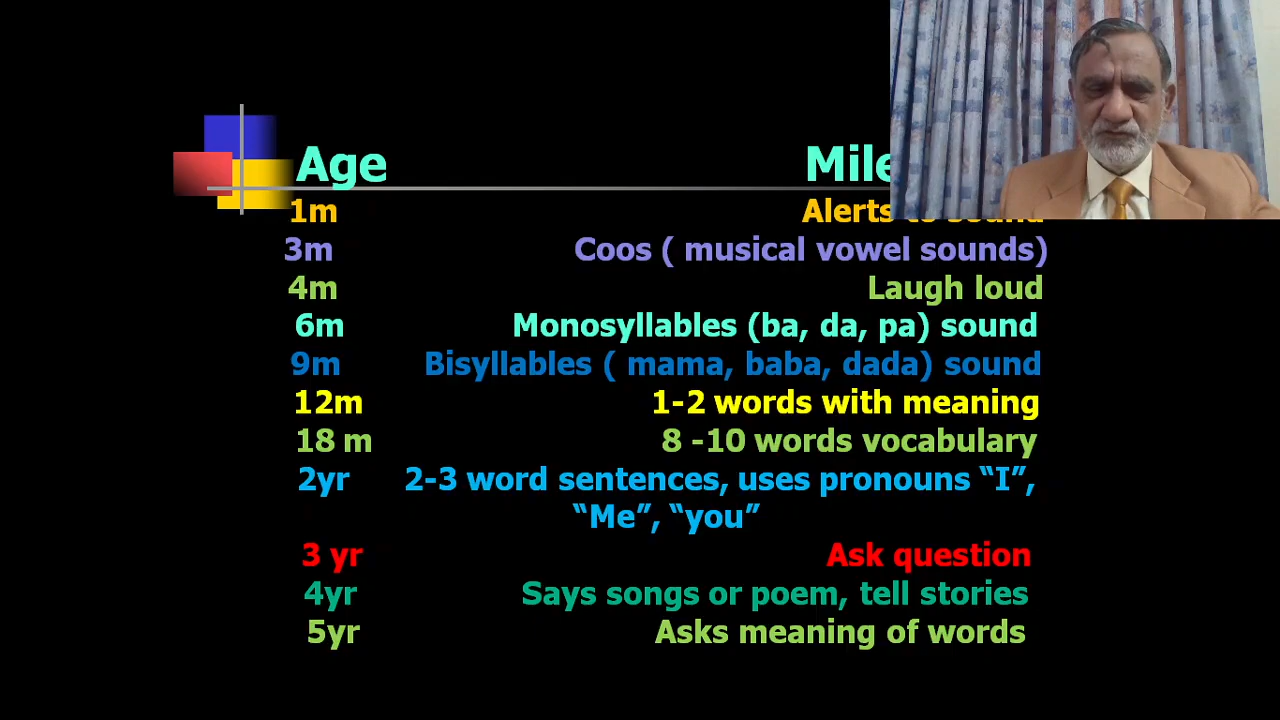 Age Mile
1m Alerts to sound
3m Coos ( musical vowel sounds)
4m Laugh loud
6m Monosyllables (ba, da, pa) sound
9m Bisyllables ( mama, baba, dada) sound
12m 1-2 words with meaning
18 m 8 -10 words vocabulary
2yr 2-3 word sentences, uses pronouns “I”,
“Me”, “you”
3 yr Ask question
4yr Says songs or poem, tell stories
5yr Asks meaning of words